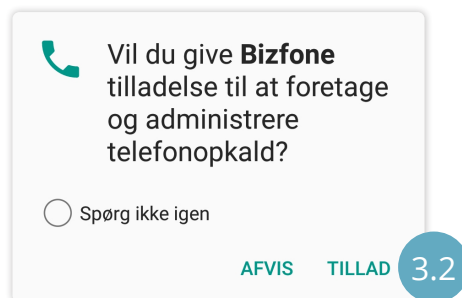 Vil du give Bizfone
tilladelse til at foretage
og administrere
telefonopkald?
Spørg ikke igen
AFVIS TILLAD 3.2